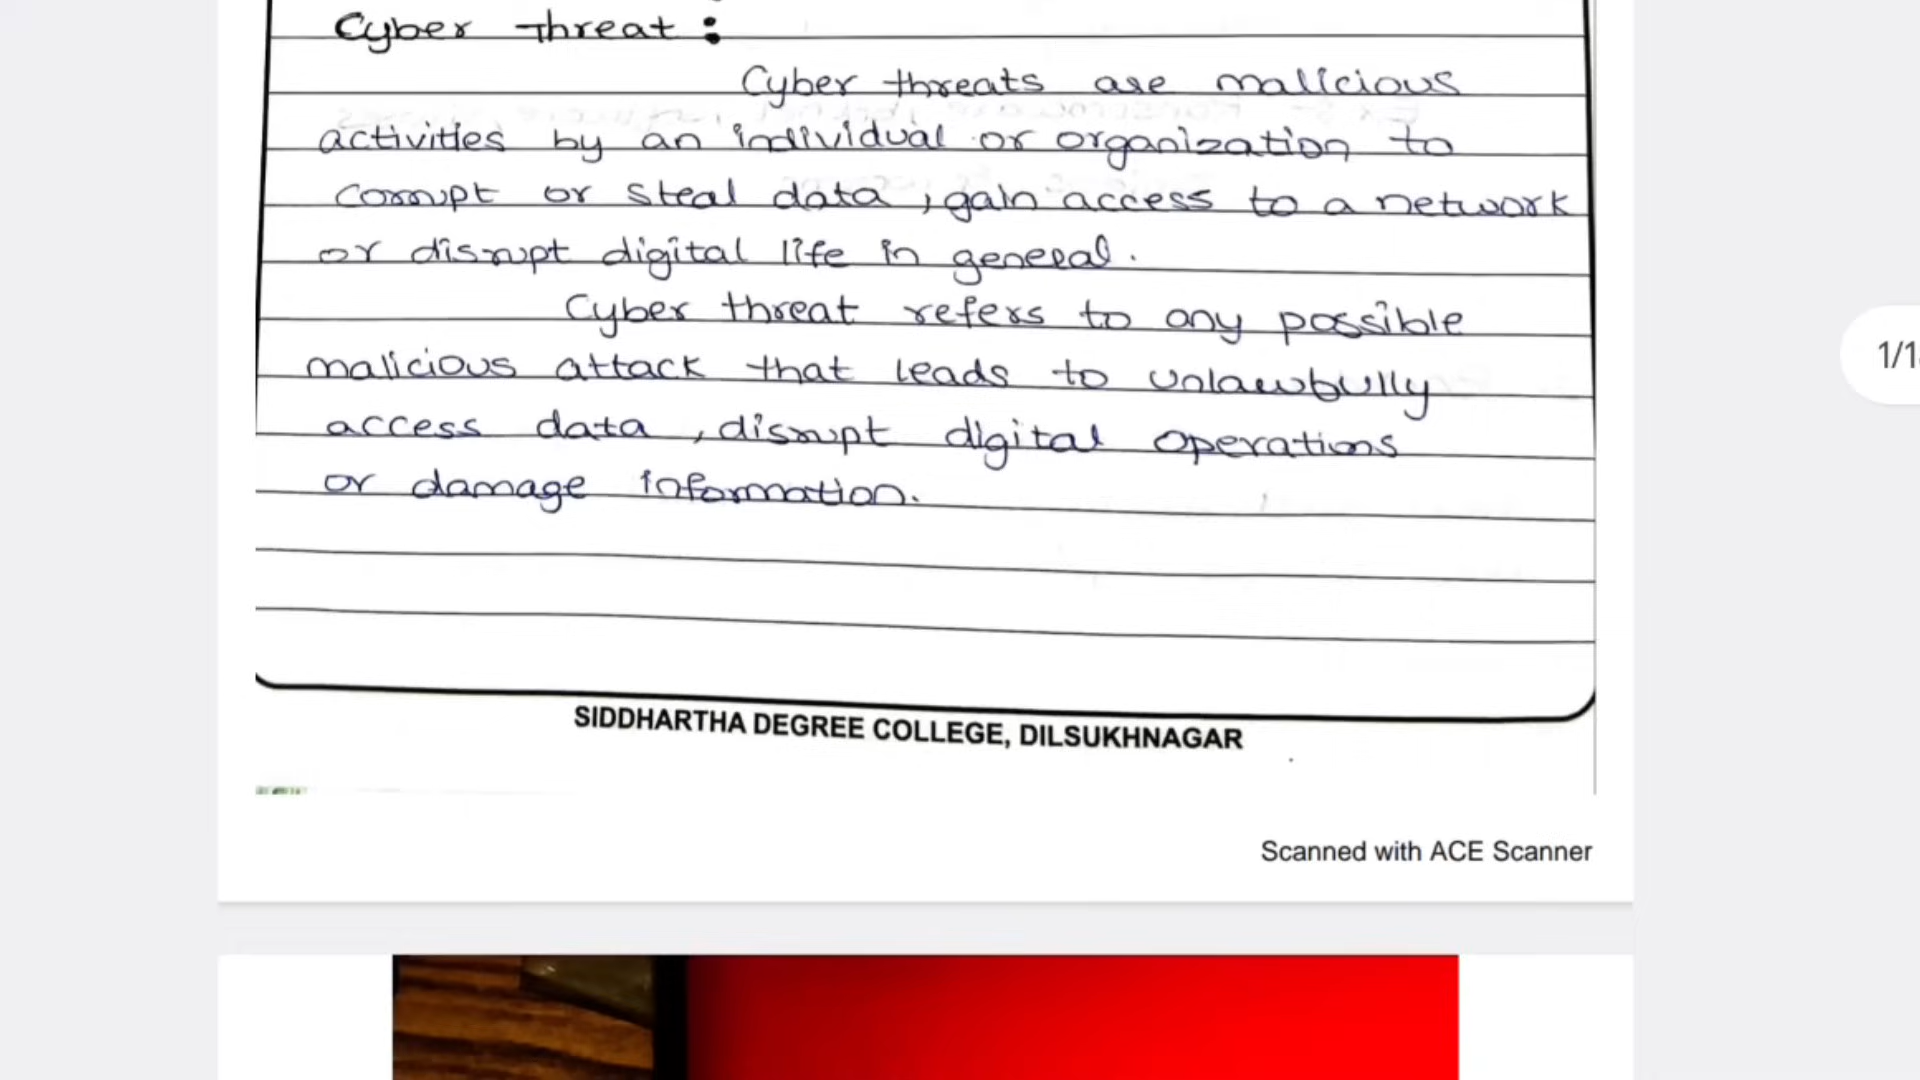 Cyber Threat :
Cyber threats are malicious
activities by an individual or organization to
corrupt or steal data, gain access to a network
or disrupt digital life in general.
Cyber threat refers to any possible
malicious attack that leads to unlawfully
access data, disrupt digital operations
or damage information.
SIDDHARTHA DEGREE COLLEGE, DILSUKHNAGAR
Scanned with ACE Scanner